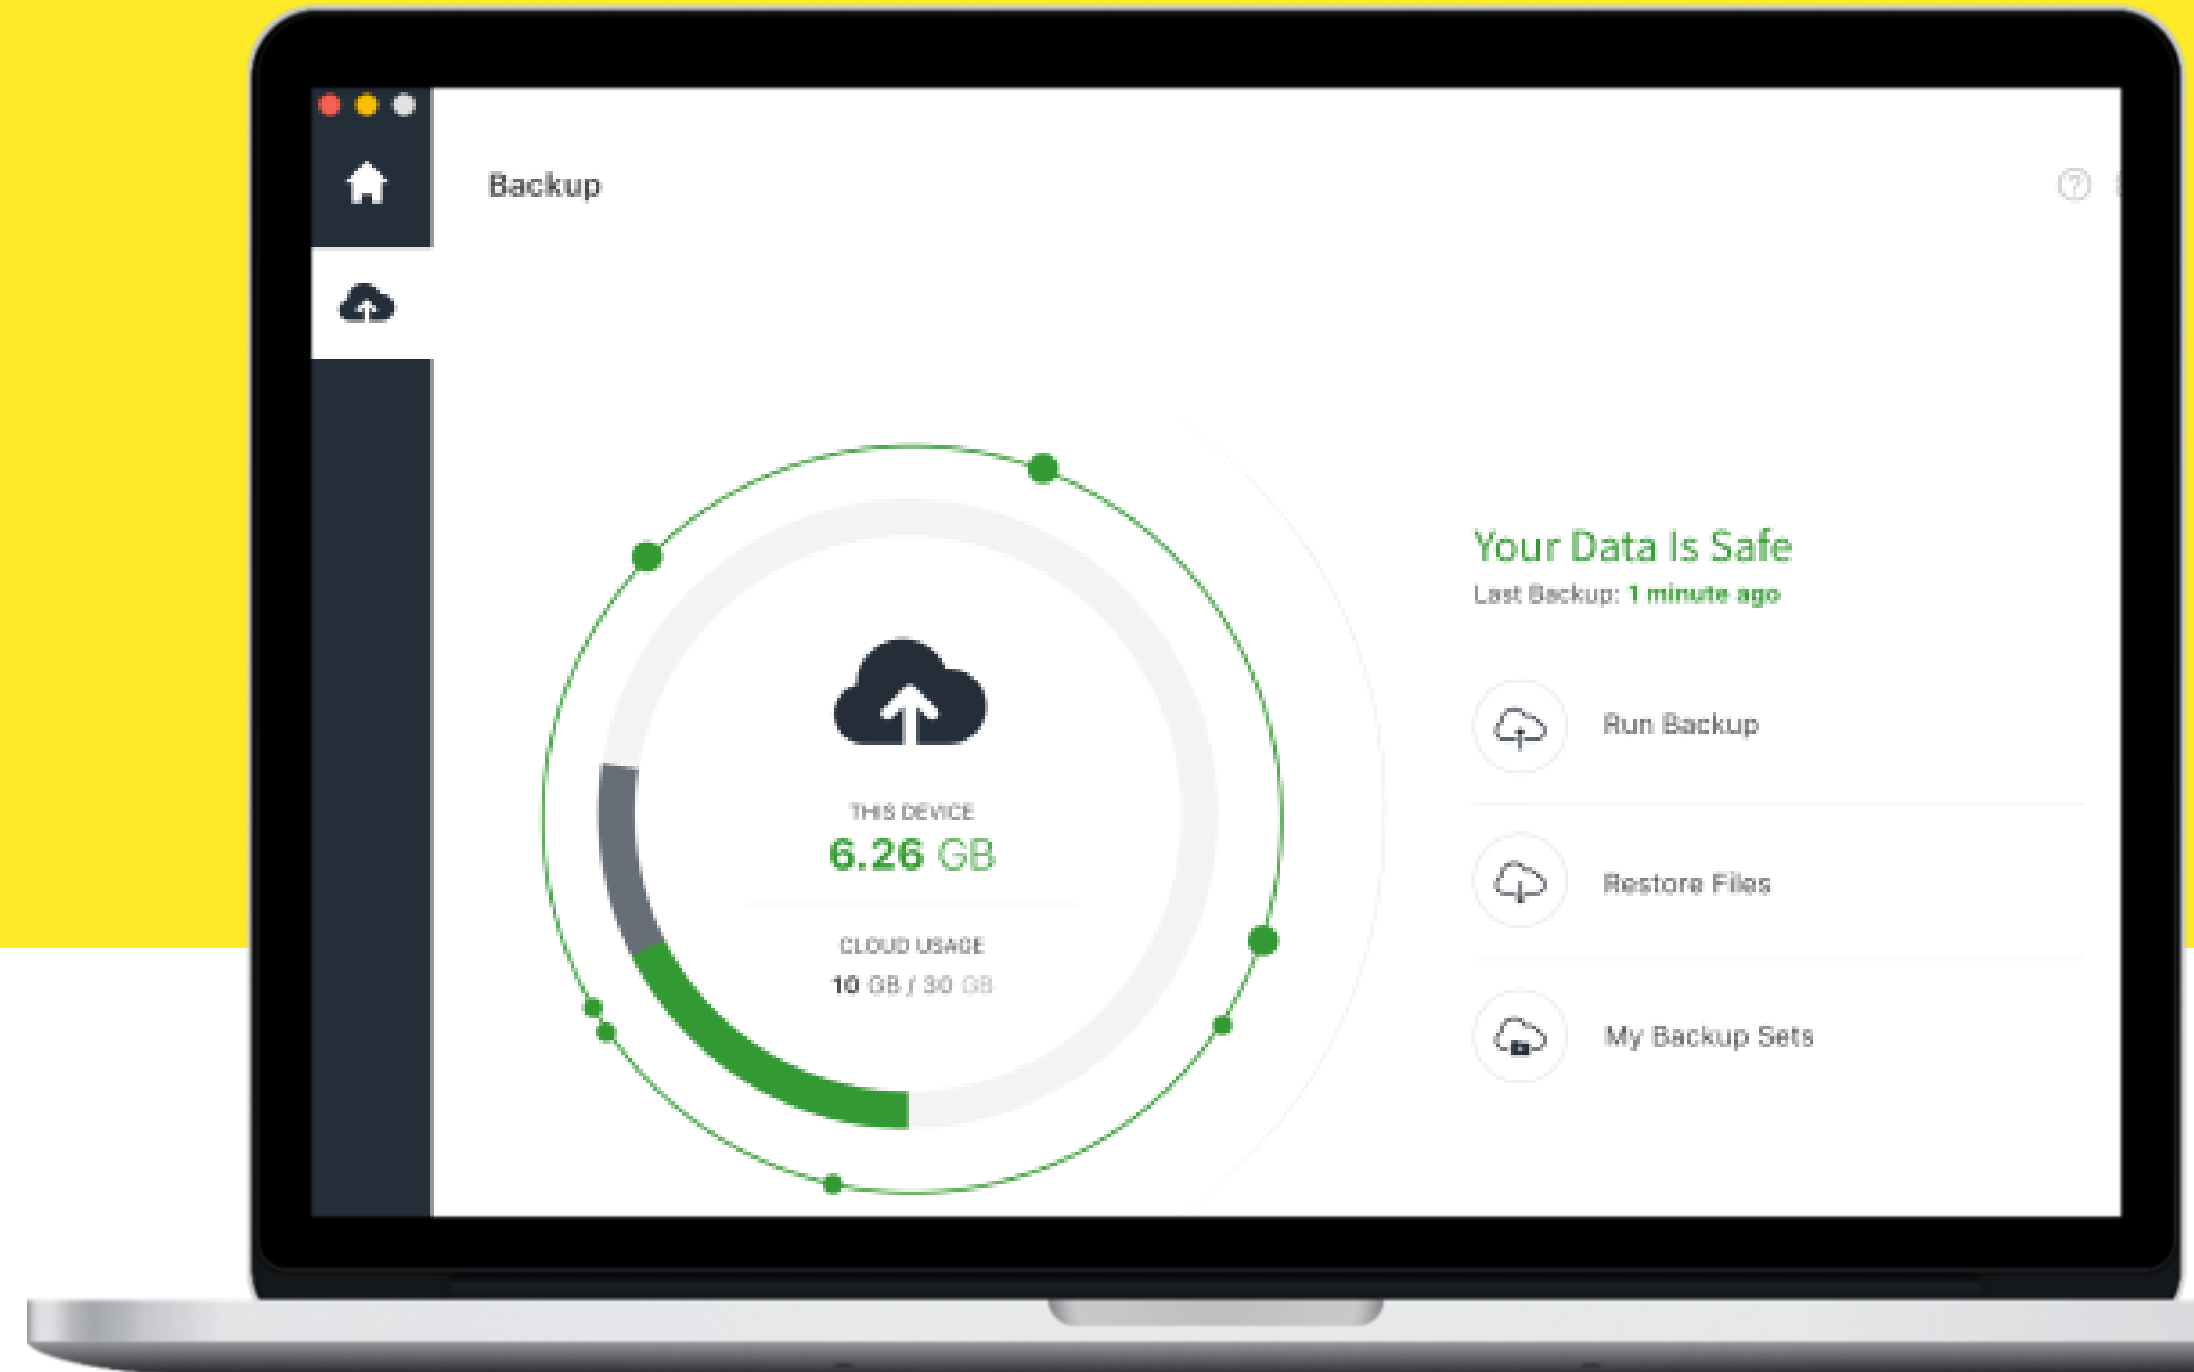 Backup
?
THIS DEVICE
6.26 GB
CLOUD USAGE
10 GB / 30 GB
Your Data Is Safe
Last Backup: 1 minute ago
Run Backup
Restore Files
My Backup Sets